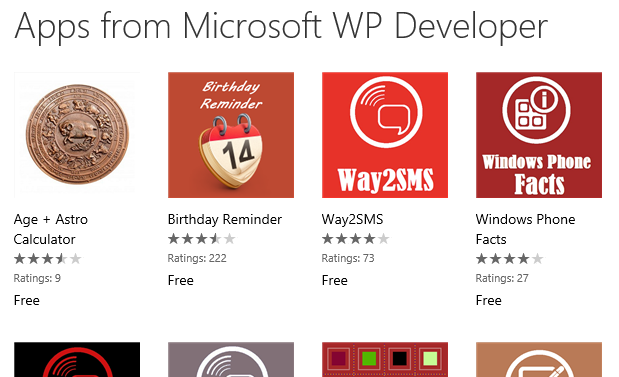 Apps from Microsoft WP Developer
Birthday
Reminder
14
Way2SMS
Windows Phone
Facts
Age + Astro
Calculator
Ratings: 9
Free
Birthday Reminder
Ratings: 222
Free
Way2SMS
Ratings: 73
Free
Windows Phone
Facts
Ratings: 27
Free